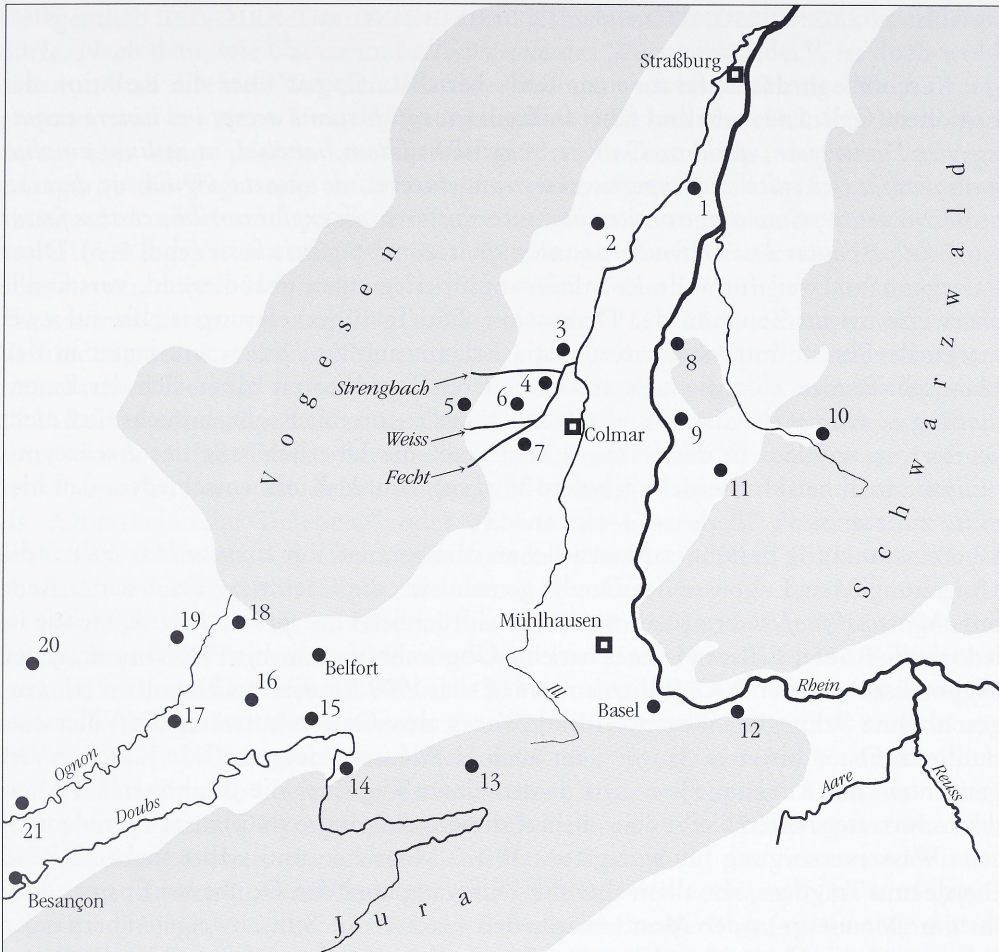 Straßburg
1
2
Schwarzwald
Vogesen
3
8
Strengbach
4
5
6
Weiss
Colmar
9
10
7
Fecht
11
Mühlhausen
18
19
20
Belfort
16
Ill
Rhein
Basel
15
17
12
Ognon
13
14
Aare
Reuss
Doubs
21
Besançon
Jura